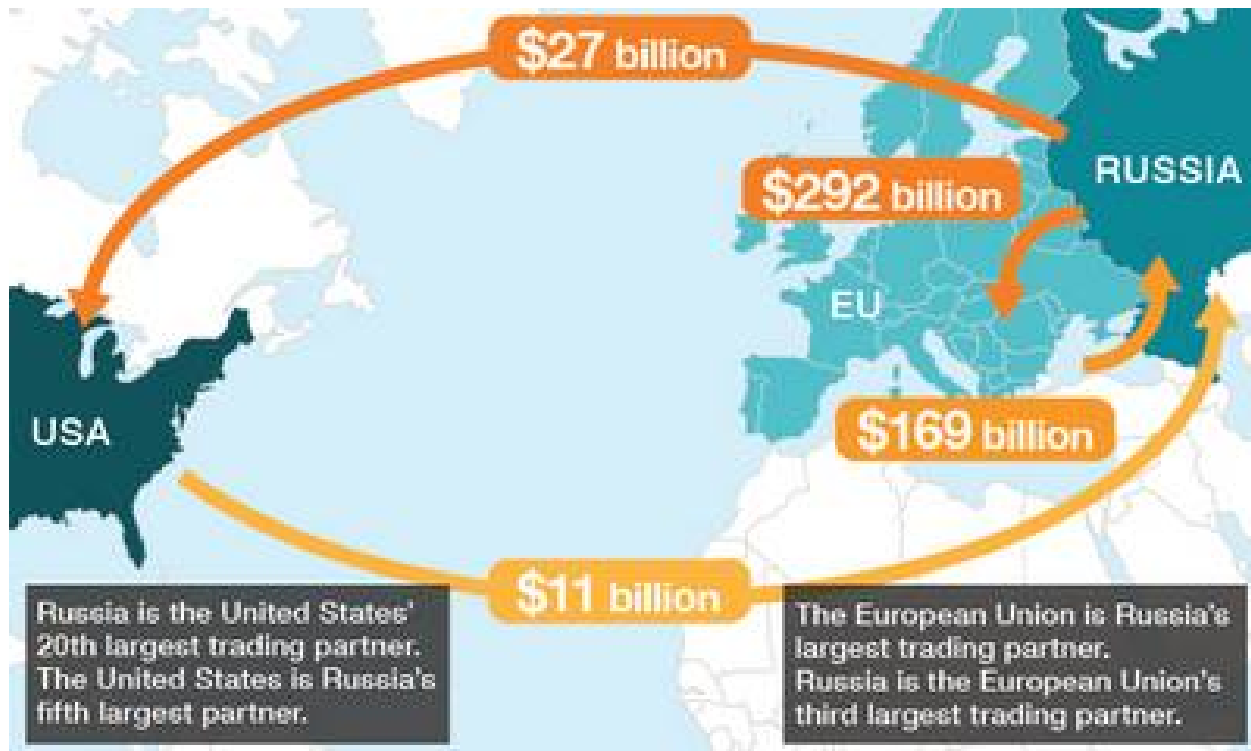 $27 billion
RUSSIA
$292 billion
EU
USA
$169 billion
$11 billion
Russia is the United States'
20th largest trading partner.
The United States is Russia's
fifth largest partner.
The European Union is Russia's
largest trading partner.
Russia is the European Union's
third largest trading partner.